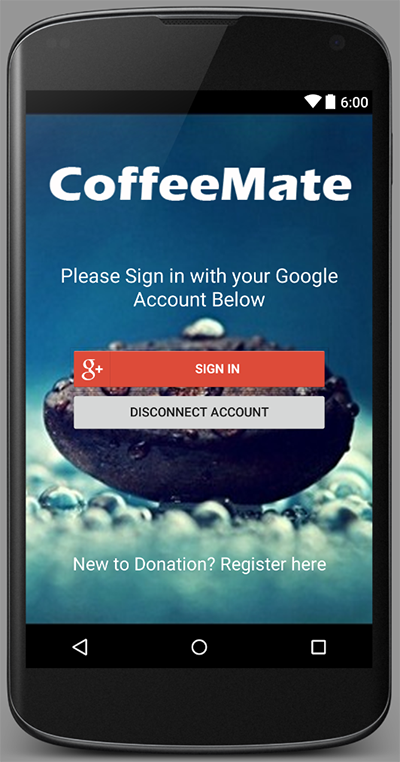 6:00
CoffeeMate
Please Sign in with your Google
Account Below
g+ SIGN IN
DISCONNECT ACCOUNT
New to Donation? Register here